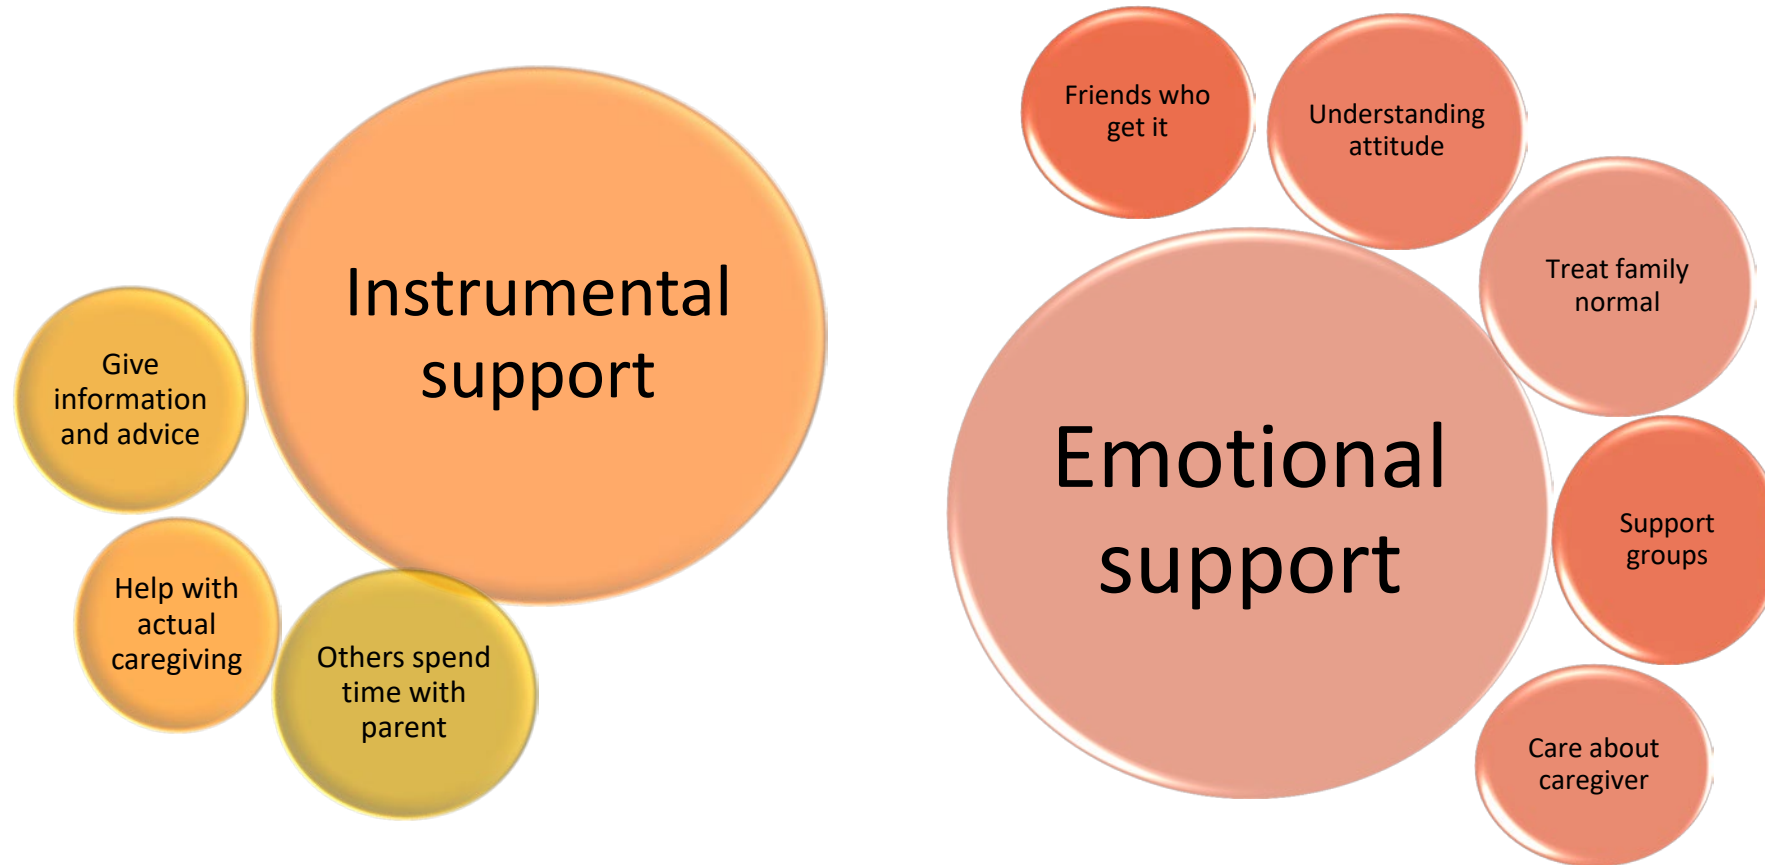 Instrumental
support
Give
information
and advice
Help with
actual
caregiving
Others spend
time with
parent
Friends who
get it
Understanding
attitude
Treat family
normal
Emotional
support
Support
groups
Care about
caregiver